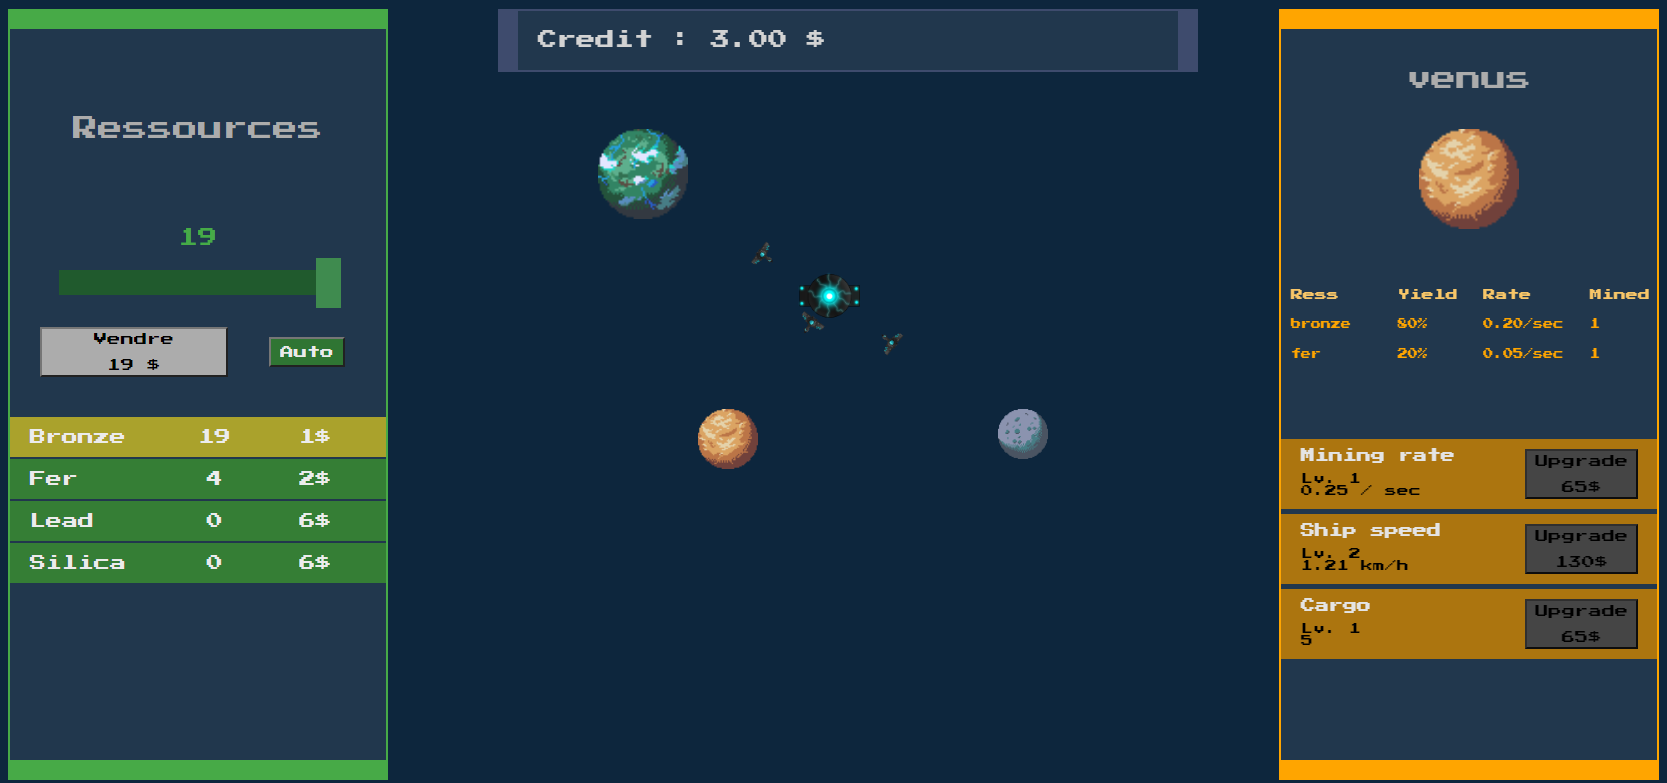 Credit : 3.00 $
Ressources
19
Vendre
19 $
Auto
Bronze 19 1$
Fer 4 2$
Lead 0 6$
Silica 0 6$
venus
Ress Yield Rate Mined
bronze 80% 0.20/sec 1
fer 20% 0.05/sec 1
Mining rate
Lv. 1
0.25 / sec
Upgrade
65$
Ship speed
Lv. 2
1.21 km/h
Upgrade
130$
Cargo
Lv. 1
5
Upgrade
65$